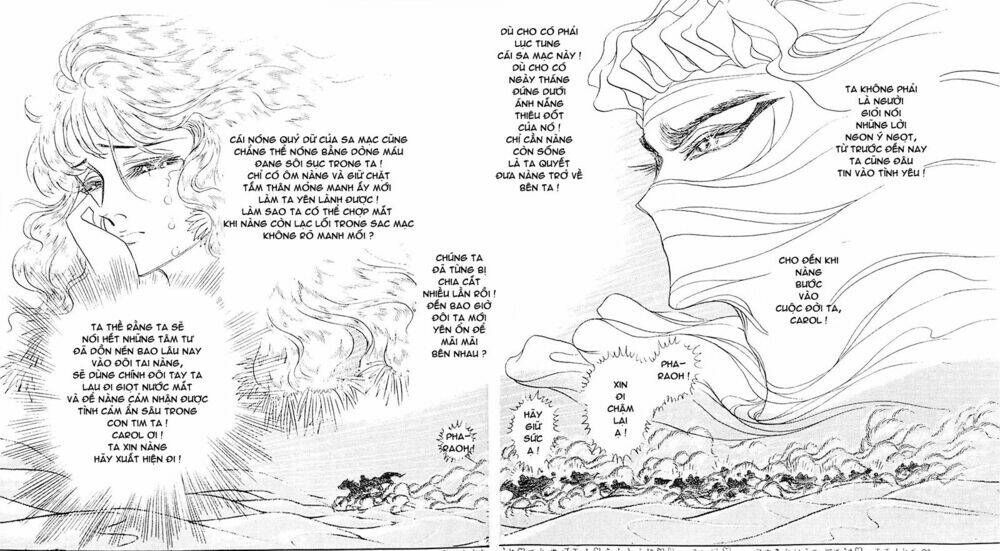 TA KHÔNG PHẢI
LÀ NGƯỜI
GIỎI NÓI
NHỮNG LỜI
NGON NGỌT,
TỪ TRƯỚC ĐẾN NAY
TA CŨNG ĐÂU
TIN VÀO TÌNH YÊU !
CHO ĐẾN KHI
NÀNG
BƯỚC
VÀO
CUỘC ĐỜI TA,
CAROL !
DÙ CHO CÓ PHẢI
LỤC TUNG
CÁI SA MẠC NÀY !
DÙ CHO CÓ
NGÀY THÁNG
ĐỨNG DƯỚI
ÁNH NẮNG
THIÊU ĐỐT
CỦA NÓ !
CHỈ CẦN NÀNG
CÒN SỐNG
LÀ TA QUYẾT
ĐƯA NÀNG TRỞ VỀ
BÊN TA !
PHA-
RAOH !
XIN
ĐI
CHẬM
LẠI
Ạ !
HÃY
GIỮ
SỨC
Ạ !
CÁI NÓNG QUỶ DỮ CỦA SA MẠC CŨNG
CHẲNG THỂ NÓNG BẰNG DÒNG MÁU
ĐANG SÔI SỤC TRONG TA !
CHỈ CÓ ÔM NÀNG VÀ GIỮ CHẶT
TẤM THÂN MỎNG MANH ẤY MỚI
LÀM TA YÊN LÀNH ĐƯỢC !
LÀM SAO TA CÓ THỂ CHỢP MẮT
KHI NÀNG CÒN LẠC LỐI TRONG SAC MẠC
KHÔNG RÕ MANH MỐI ?
CHÚNG TA
ĐÃ TỪNG BỊ
CHIA CẮT
NHIỀU LẦN RỒI !
ĐẾN BAO GIỜ
ĐÔI TA MỚI
YÊN ỔN ĐỂ
MÃI MÃI
BÊN NHAU ?
TA THỀ RẰNG TA SẼ
NÓI HẾT NHỮNG TÂM TƯ
ĐÃ DỒN NÉN BAO LÂU NAY
VÀO ĐÔI TAI NÀNG,
SẼ DÙNG CHÍNH ĐÔI TAY TA
LAU ĐI GIỌT NƯỚC MẮT
VÀ ĐỂ NÀNG CẢM NHẬN ĐƯỢC
TÌNH CẢM ẨN SÂU TRONG
CON TIM TA !
CAROL ƠI !
TA XIN NÀNG
HÃY XUẤT HIỆN ĐI !
PHA-
RAOH !